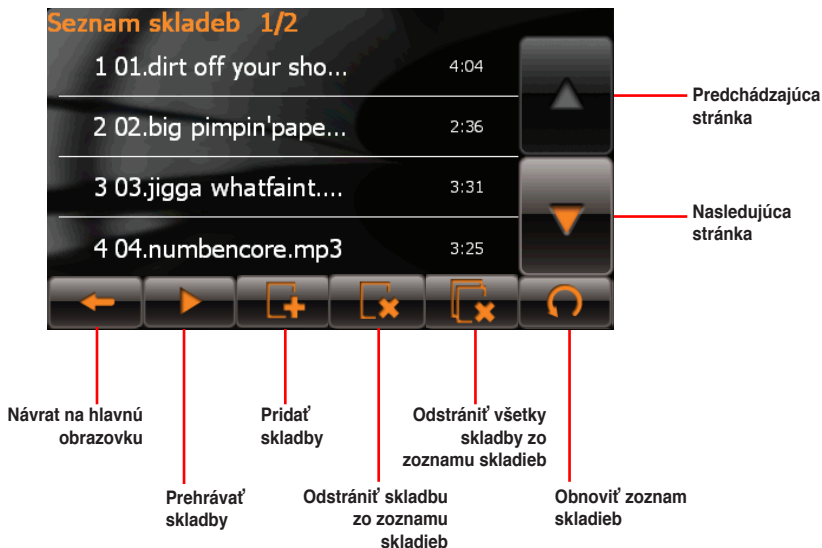 Seznam skladeb 1/2
1 01.dirt off your sho... 4:04
2 02.big pimpin'pape... 2:36
3 03.jigga whatfaint.... 3:31
4 04.numbencore.mp3 3:25
Predchádzajúca
stránka
Nasledujúca
stránka
Návrat na hlavnú
obrazovku
Prehrávať
skladby
Pridať
skladby
Odstrániť skladbu
zo zoznamu
skladieb
Odstrániť všetky
skladby zo
zoznamu skladieb
Obnoviť zoznam
skladieb